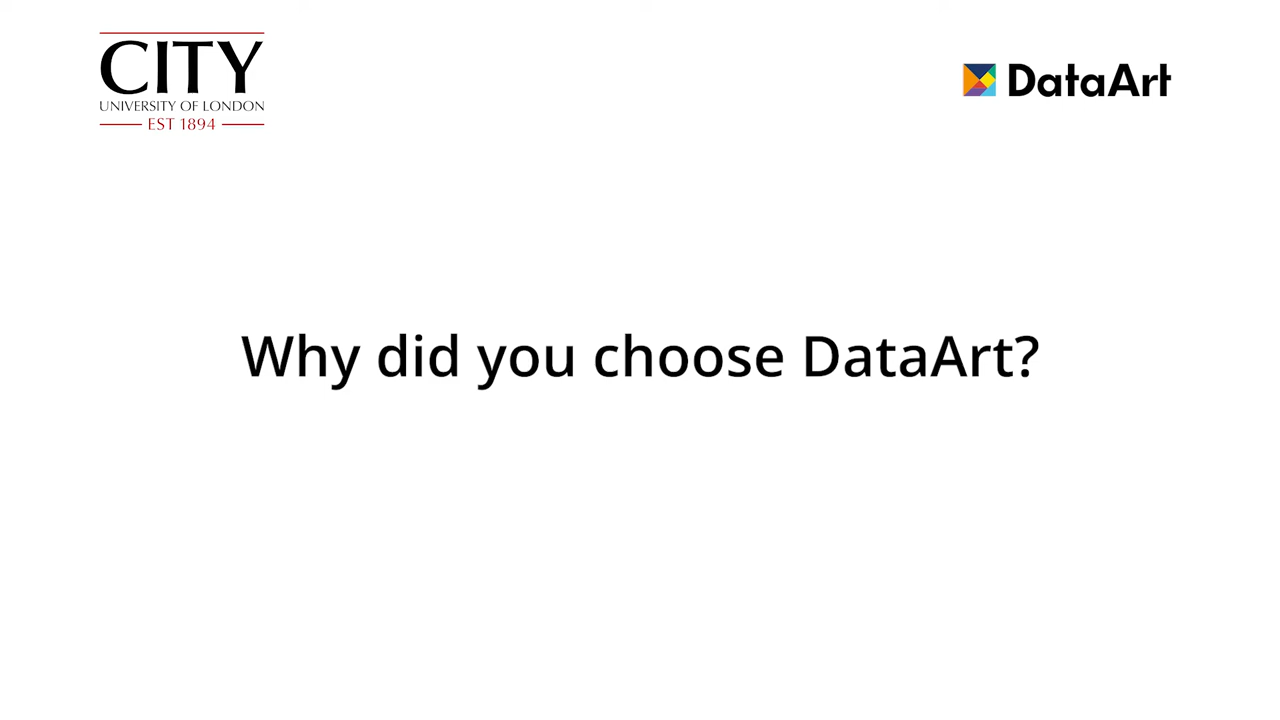 CITY
UNIVERSITY OF LONDON
EST 1894
DataArt
Why did you choose DataArt?